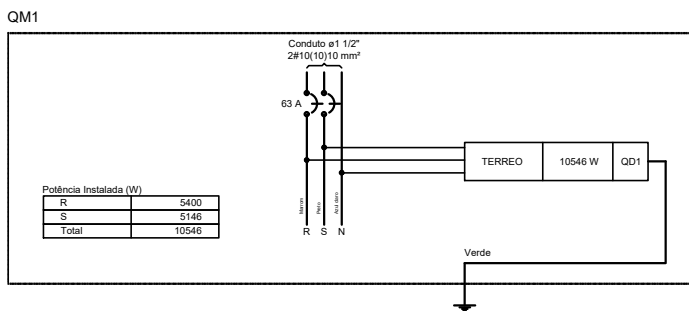 QM1
Conduto ø1 1/2"
2#10(10)10 mm²
63 A
TERREO 10546 W QD1
Potência Instalada (W)
R 5400
S 5146
Total 10546
Marrom
Preto
Azul claro
R S N
Verde